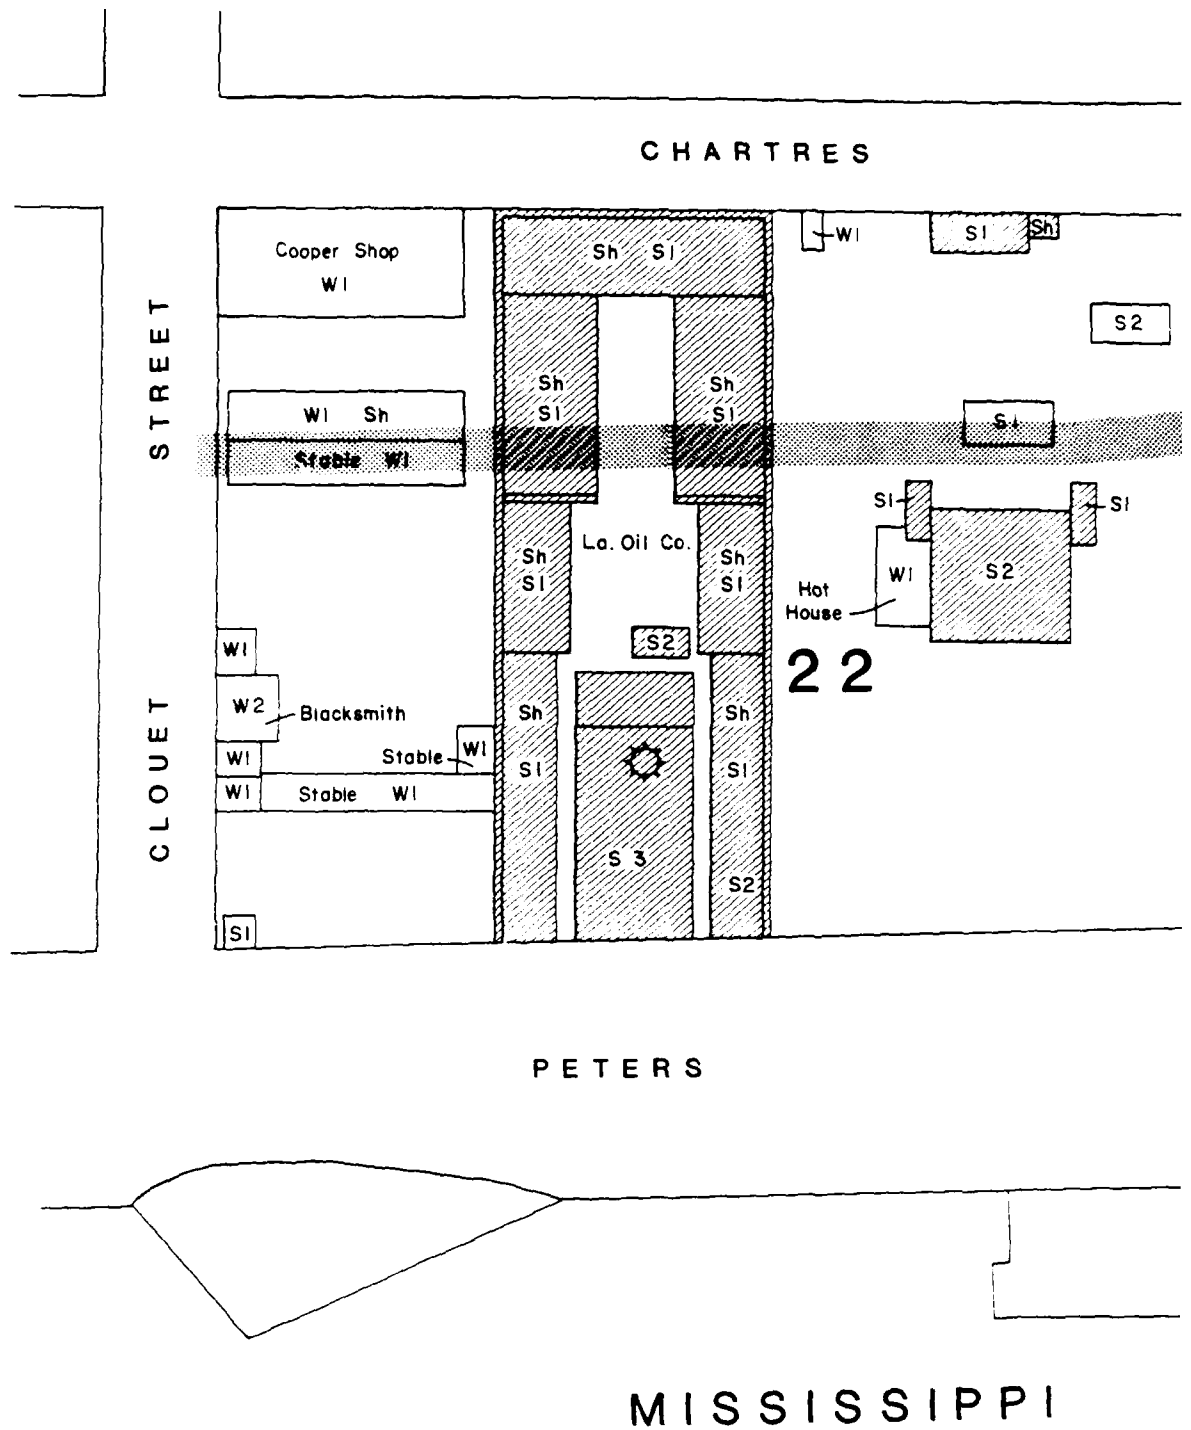 CHARTRES
STREET
CLOUET
Cooper Shop
W1
Sh S1
W1
S1
Sh
S2
W1 Sh
Stable W1
Sh
S1
Sh
S1
S1
S1
S1
W1
S2
Hot
House
La. Oil Co.
Sh
S1
Sh
S1
S2
22
W1
W2
Blacksmith
W1
Stable
W1
W1
Stable W1
Sh
S1
Sh
S1
S 3
S2
S1
PETERS
MISSISSIPPI